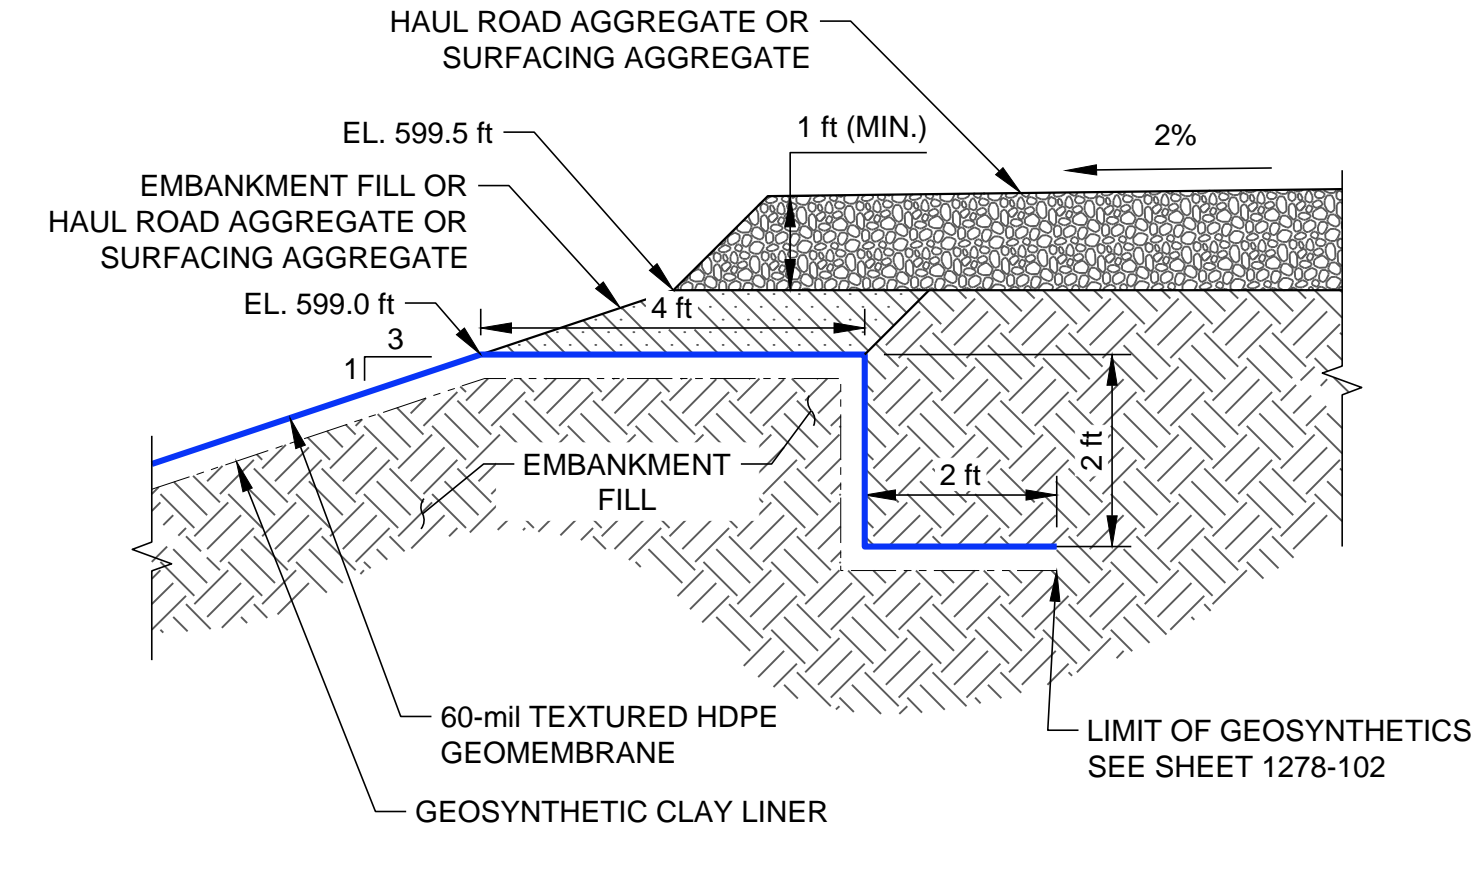 HAUL ROAD AGGREGATE OR
SURFACING AGGREGATE
EL. 599.5 ft
1 ft (MIN.)
2%
EMBANKMENT FILL OR
HAUL ROAD AGGREGATE OR
SURFACING AGGREGATE
EL. 599.0 ft
4 ft
3
1
2 ft
EMBANKMENT
FILL
2 ft
60-mil TEXTURED HDPE
GEOMEMBRANE
LIMIT OF GEOSYNTHETICS
SEE SHEET 1278-102
GEOSYNTHETIC CLAY LINER